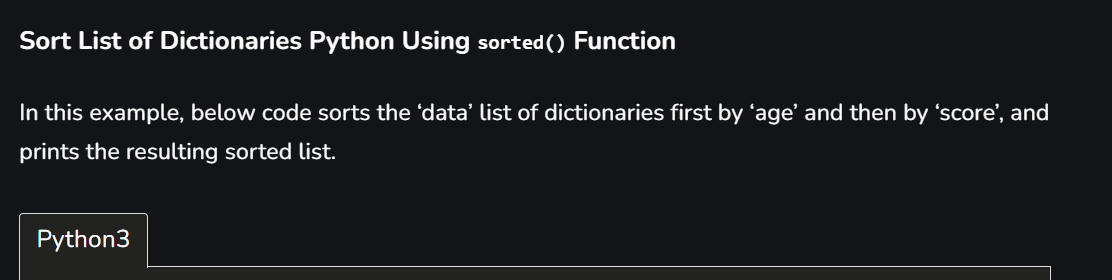 Sort List of Dictionaries Python Using sorted() Function
In this example, below code sorts the ‘data’ list of dictionaries first by ‘age’ and then by ‘score’, and
prints the resulting sorted list.
Python3